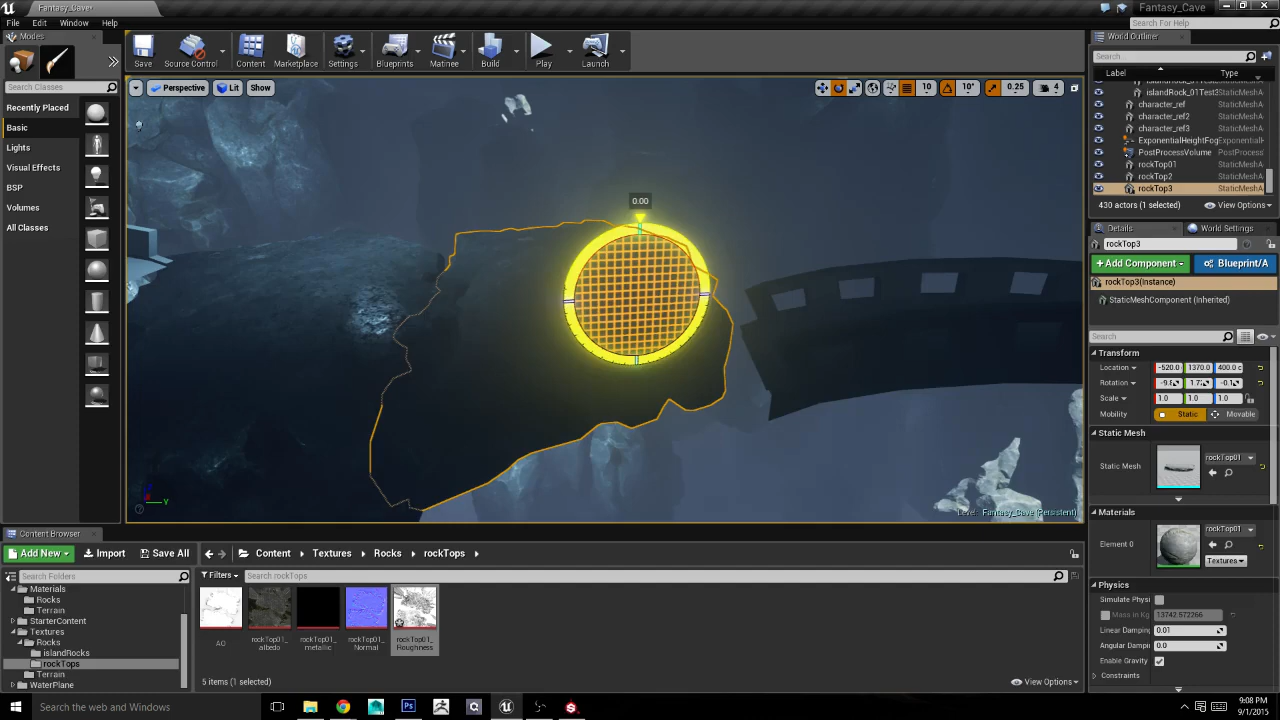 Fantasy_Cave*
Fantasy_Cave
File Edit Window Help
Search For Help
Modes
Search Classes
Recently Placed
Basic
Lights
Visual Effects
BSP
Volumes
All Classes
Save
Source Control
Content
Marketplace
Settings
Blueprints
Matinee
Build
Play
Launch
Perspective Lit Show
10 10° 0.25 4
0.00
Level: Fantasy_Cave (Persistent)
World Outliner
Search...
Label Type
islandRock_01Test3 StaticMeshA
character_ref StaticMeshA
character_ref2 StaticMeshA
character_ref3 StaticMeshA
ExponentialHeightFog ExponentialH
PostProcessVolume PostProcess
rockTop01 StaticMeshA
rockTop2 StaticMeshA
rockTop3 StaticMeshA
430 actors (1 selected) View Options
Details World Settings
rockTop3
+Add Component Blueprint/A
rockTop3(Instance)
StaticMeshComponent (Inherited)
Search
Transform
Location -520.0 1370.0 400.0 c
Rotation
Scale 1.0 1.0 1.0
Mobility Static Movable
Static Mesh
Static Mesh rockTop01
Materials
Element 0 rockTop01
Textures
Physics
Simulate Physi
Mass in Kg 13742.572266
Linear Damping 0.01
Angular Dampi 0.0
Enable Gravity
Constraints
Content Browser
Add New Import Save All Content Textures Rocks rockTops
Search Folders
Filters Search rockTops
Materials
Rocks
Terrain
StarterContent
Textures
Rocks
islandRocks
rockTops
Terrain
WaterPlane
AO
rockTop01_albedo
rockTop01_metallic
rockTop01_Normal
rockTop01_Roughness
5 items (1 selected) View Options
Search the web and Windows
9:08 PM
9/1/2015